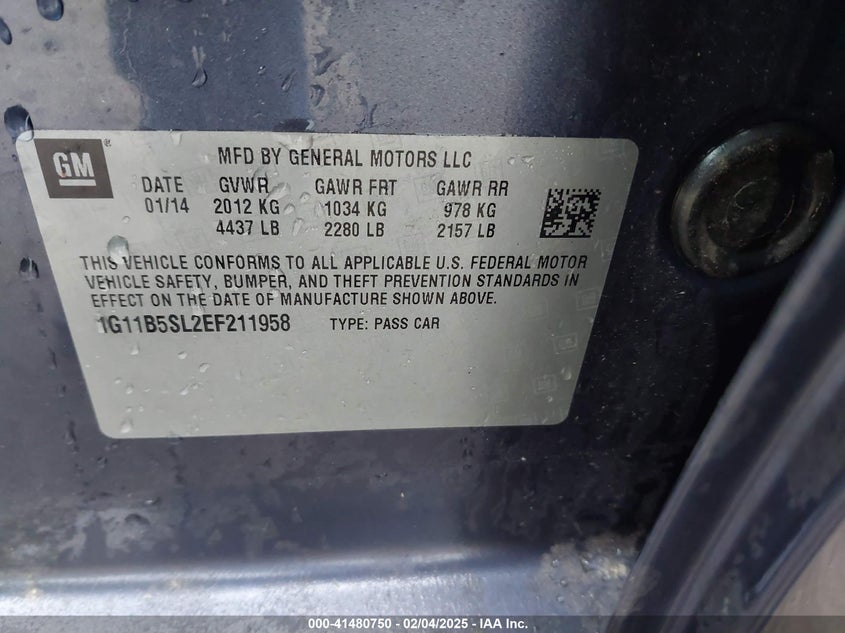 GM
MFD BY GENERAL MOTORS LLC
DATE GVWR GAWR FRT GAWR RR
01/14 2012 KG 1034 KG 978 KG
4437 LB 2280 LB 2157 LB
THIS VEHICLE CONFORMS TO ALL APPLICABLE U.S. FEDERAL MOTOR
VEHICLE SAFETY, BUMPER, AND THEFT PREVENTION STANDARDS IN
EFFECT ON THE DATE OF MANUFACTURE SHOWN ABOVE.
1G11B5SL2EF211958 TYPE: PASS CAR
000-41480750 - 02/04/2025 - IAA Inc.